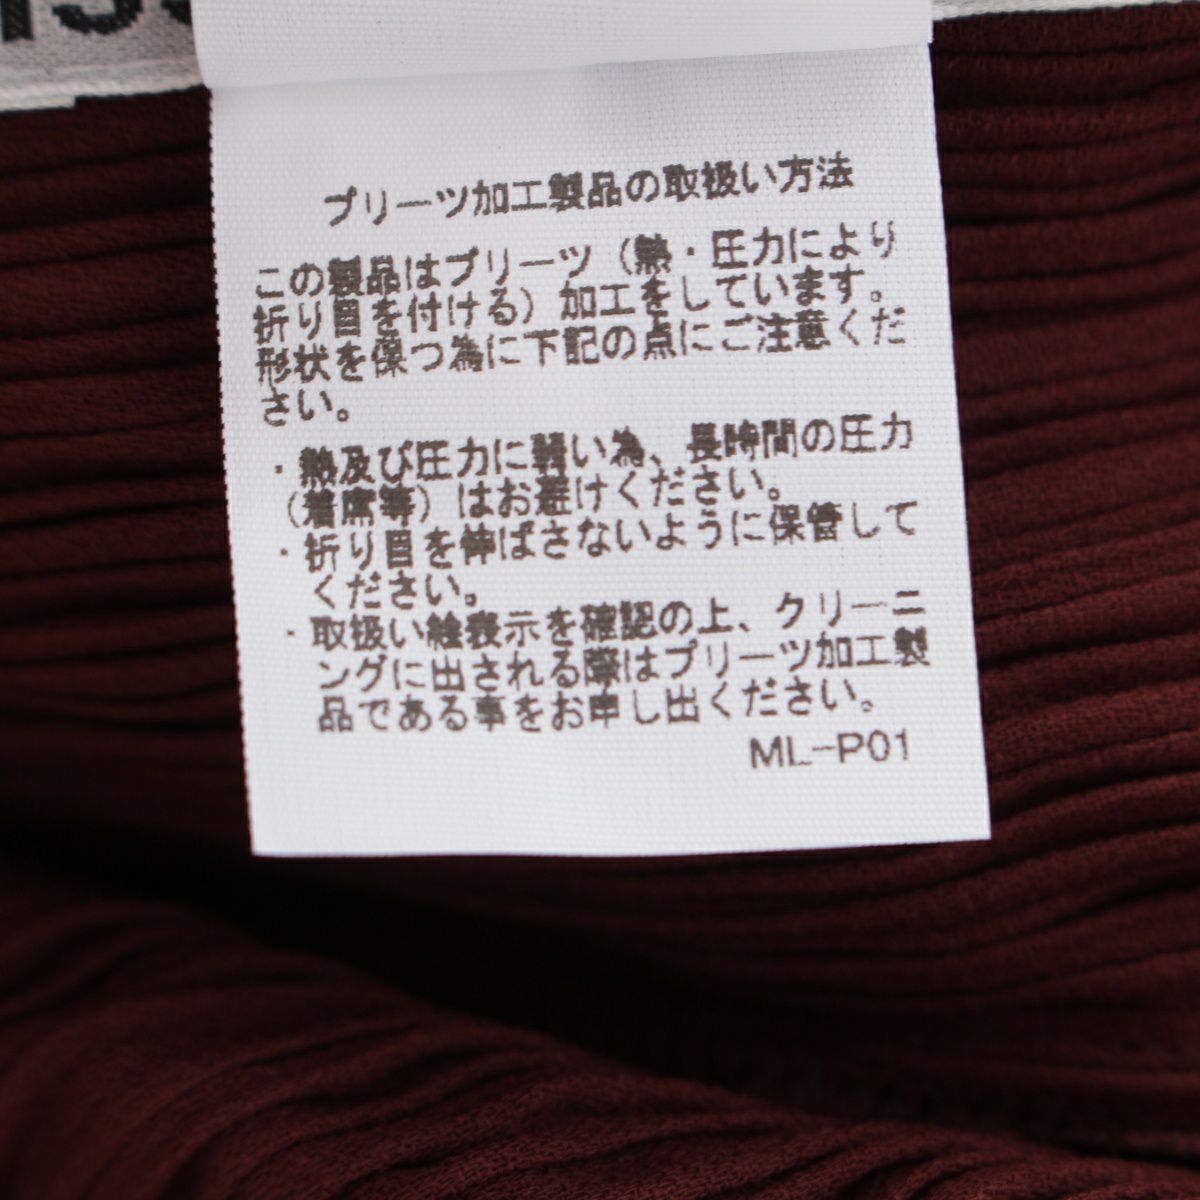 プリーツ加工製品の取扱い方法
この製品はプリーツ（熱・圧力により
折り目を付ける）加工をしています。
形状を保つ為に下記の点にご注意くだ
さい。
・熱及び圧力に弱い為、長時間の圧力
（着席等）はお避けください。
・折り目を伸ばさないように保管して
ください。
・取扱い絵表示を確認の上、クリーニ
ングに出される際はプリーツ加工製
品である事をお申し出ください。
ML-P01